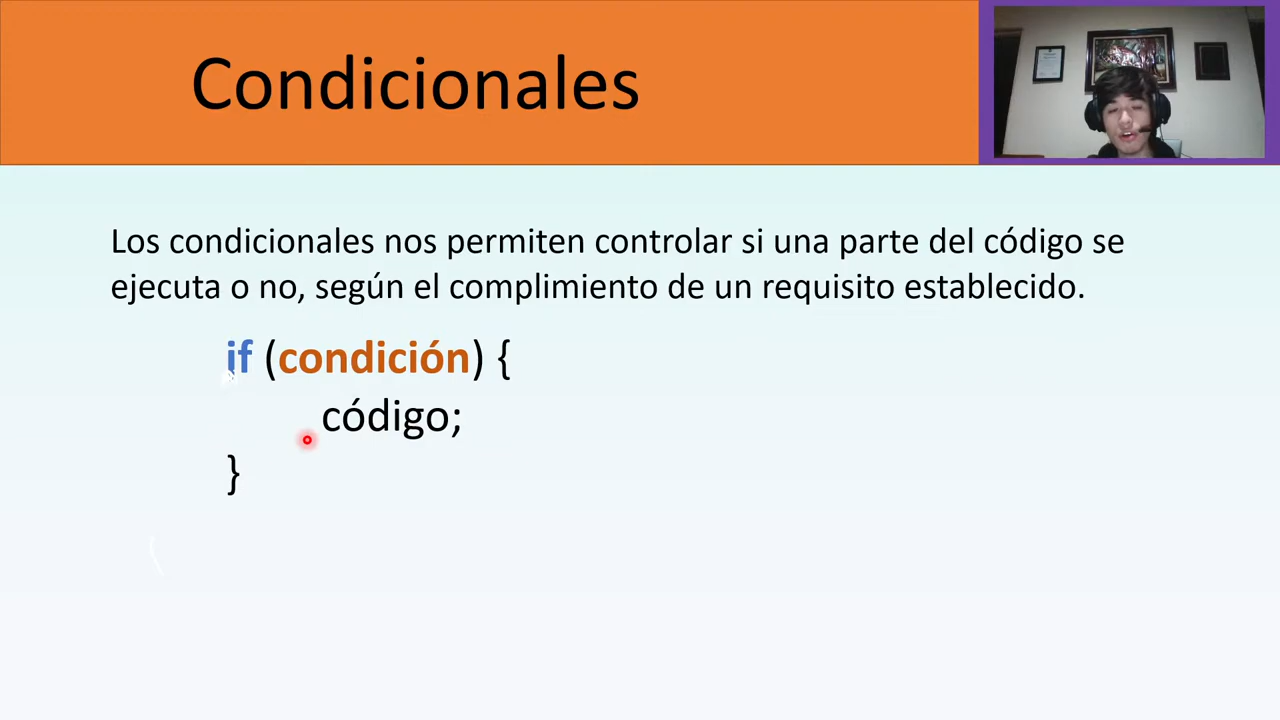 Condicionales
Los condicionales nos permiten controlar si una parte del código se
ejecuta o no, según el complimiento de un requisito establecido.
if (condición) {
código;
}